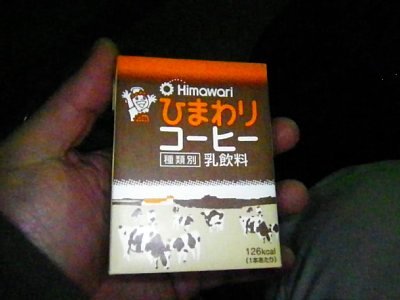 Himawari
ひまわり
コーヒー
種類別 乳飲料
126kcal
(1本あたり)